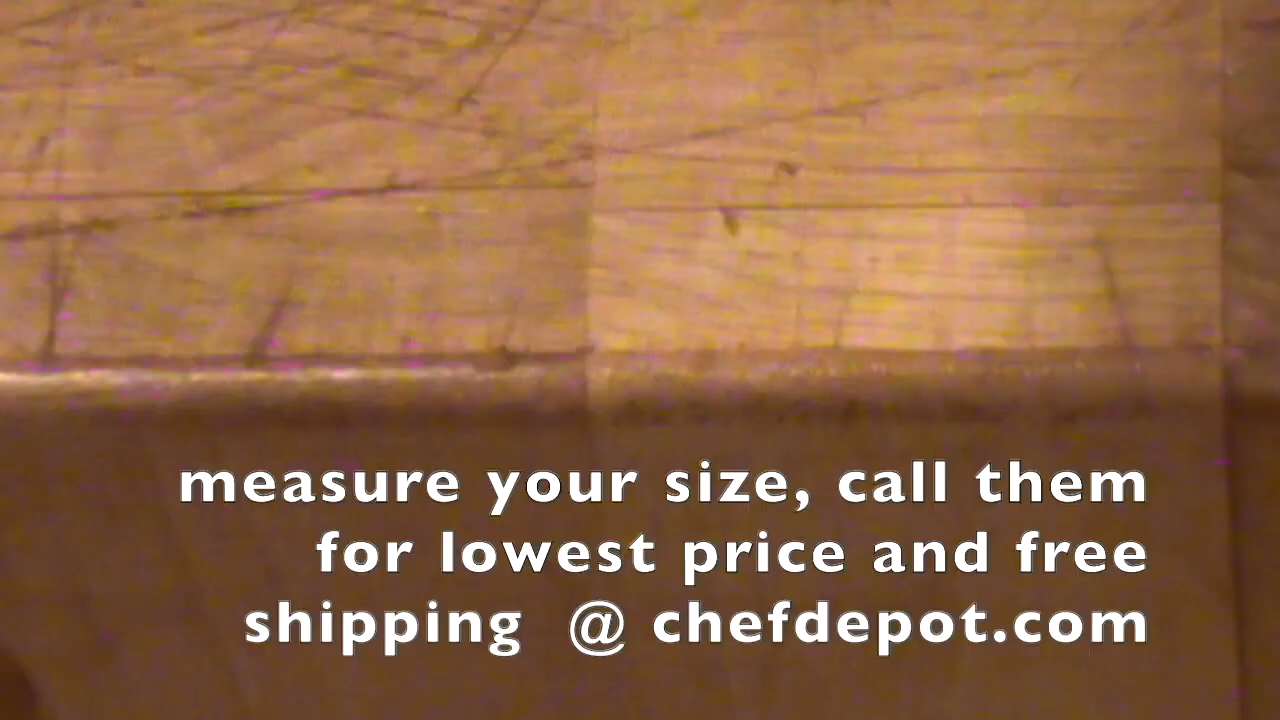 measure your size, call them
for lowest price and free
shipping @ chefdepot.com